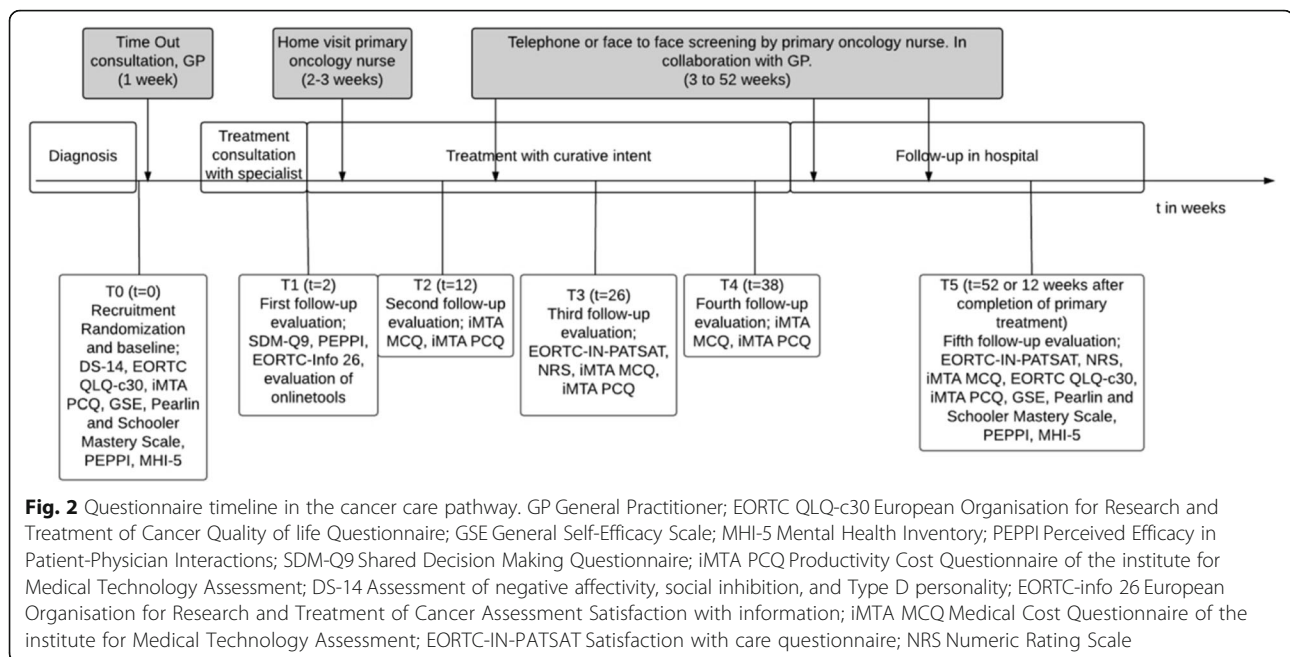 Time Out
consultation, GP
(1 week)
Home visit primary
oncology nurse
(2-3 weeks)
Telephone or face to face screening by primary oncology nurse. In
collaboration with GP.
(3 to 52 weeks)
Diagnosis
Treatment
consultation
with specialist
Treatment with curative intent
Follow-up in hospital
t in weeks
T0 (t=0)
Recruitment
Randomization
and baseline;
DS-14, EORTC
QLQ-c30, iMTA
PCQ, GSE, Pearlin
and Schooler
Mastery Scale,
PEPPI, MHI-5
T1 (t=2)
First follow-up
evaluation;
SDM-Q9, PEPPI,
EORTC-Info 26,
evaluation of
onlinetools
T2 (t=12)
Second follow-up
evaluation; iMTA
MCQ, iMTA PCQ
T3 (t=26)
Third follow-up
evaluation;
EORTC-IN-PATSAT,
NRS, iMTA MCQ,
iMTA PCQ
T4 (t=38)
Fourth follow-up
evaluation; iMTA
MCQ, iMTA PCQ
T5 (t=52 or 12 weeks after
completion of primary
treatment)
Fifth follow-up evaluation;
EORTC-IN-PATSAT, NRS,
iMTA MCQ, EORTC QLQ-c30,
iMTA PCQ, GSE, Pearlin and
Schooler Mastery Scale,
PEPPI, MHI-5
Fig. 2 Questionnaire timeline in the cancer care pathway. GP General Practitioner; EORTC QLQ-c30 European Organisation for Research and
Treatment of Cancer Quality of life Questionnaire; GSE General Self-Efficacy Scale; MHI-5 Mental Health Inventory; PEPPI Perceived Efficacy in
Patient-Physician Interactions; SDM-Q9 Shared Decision Making Questionnaire; iMTA PCQ Productivity Cost Questionnaire of the institute for
Medical Technology Assessment; DS-14 Assessment of negative affectivity, social inhibition, and Type D personality; EORTC-info 26 European
Organisation for Research and Treatment of Cancer Assessment Satisfaction with information; iMTA MCQ Medical Cost Questionnaire of the
institute for Medical Technology Assessment; EORTC-IN-PATSAT Satisfaction with care questionnaire; NRS Numeric Rating Scale